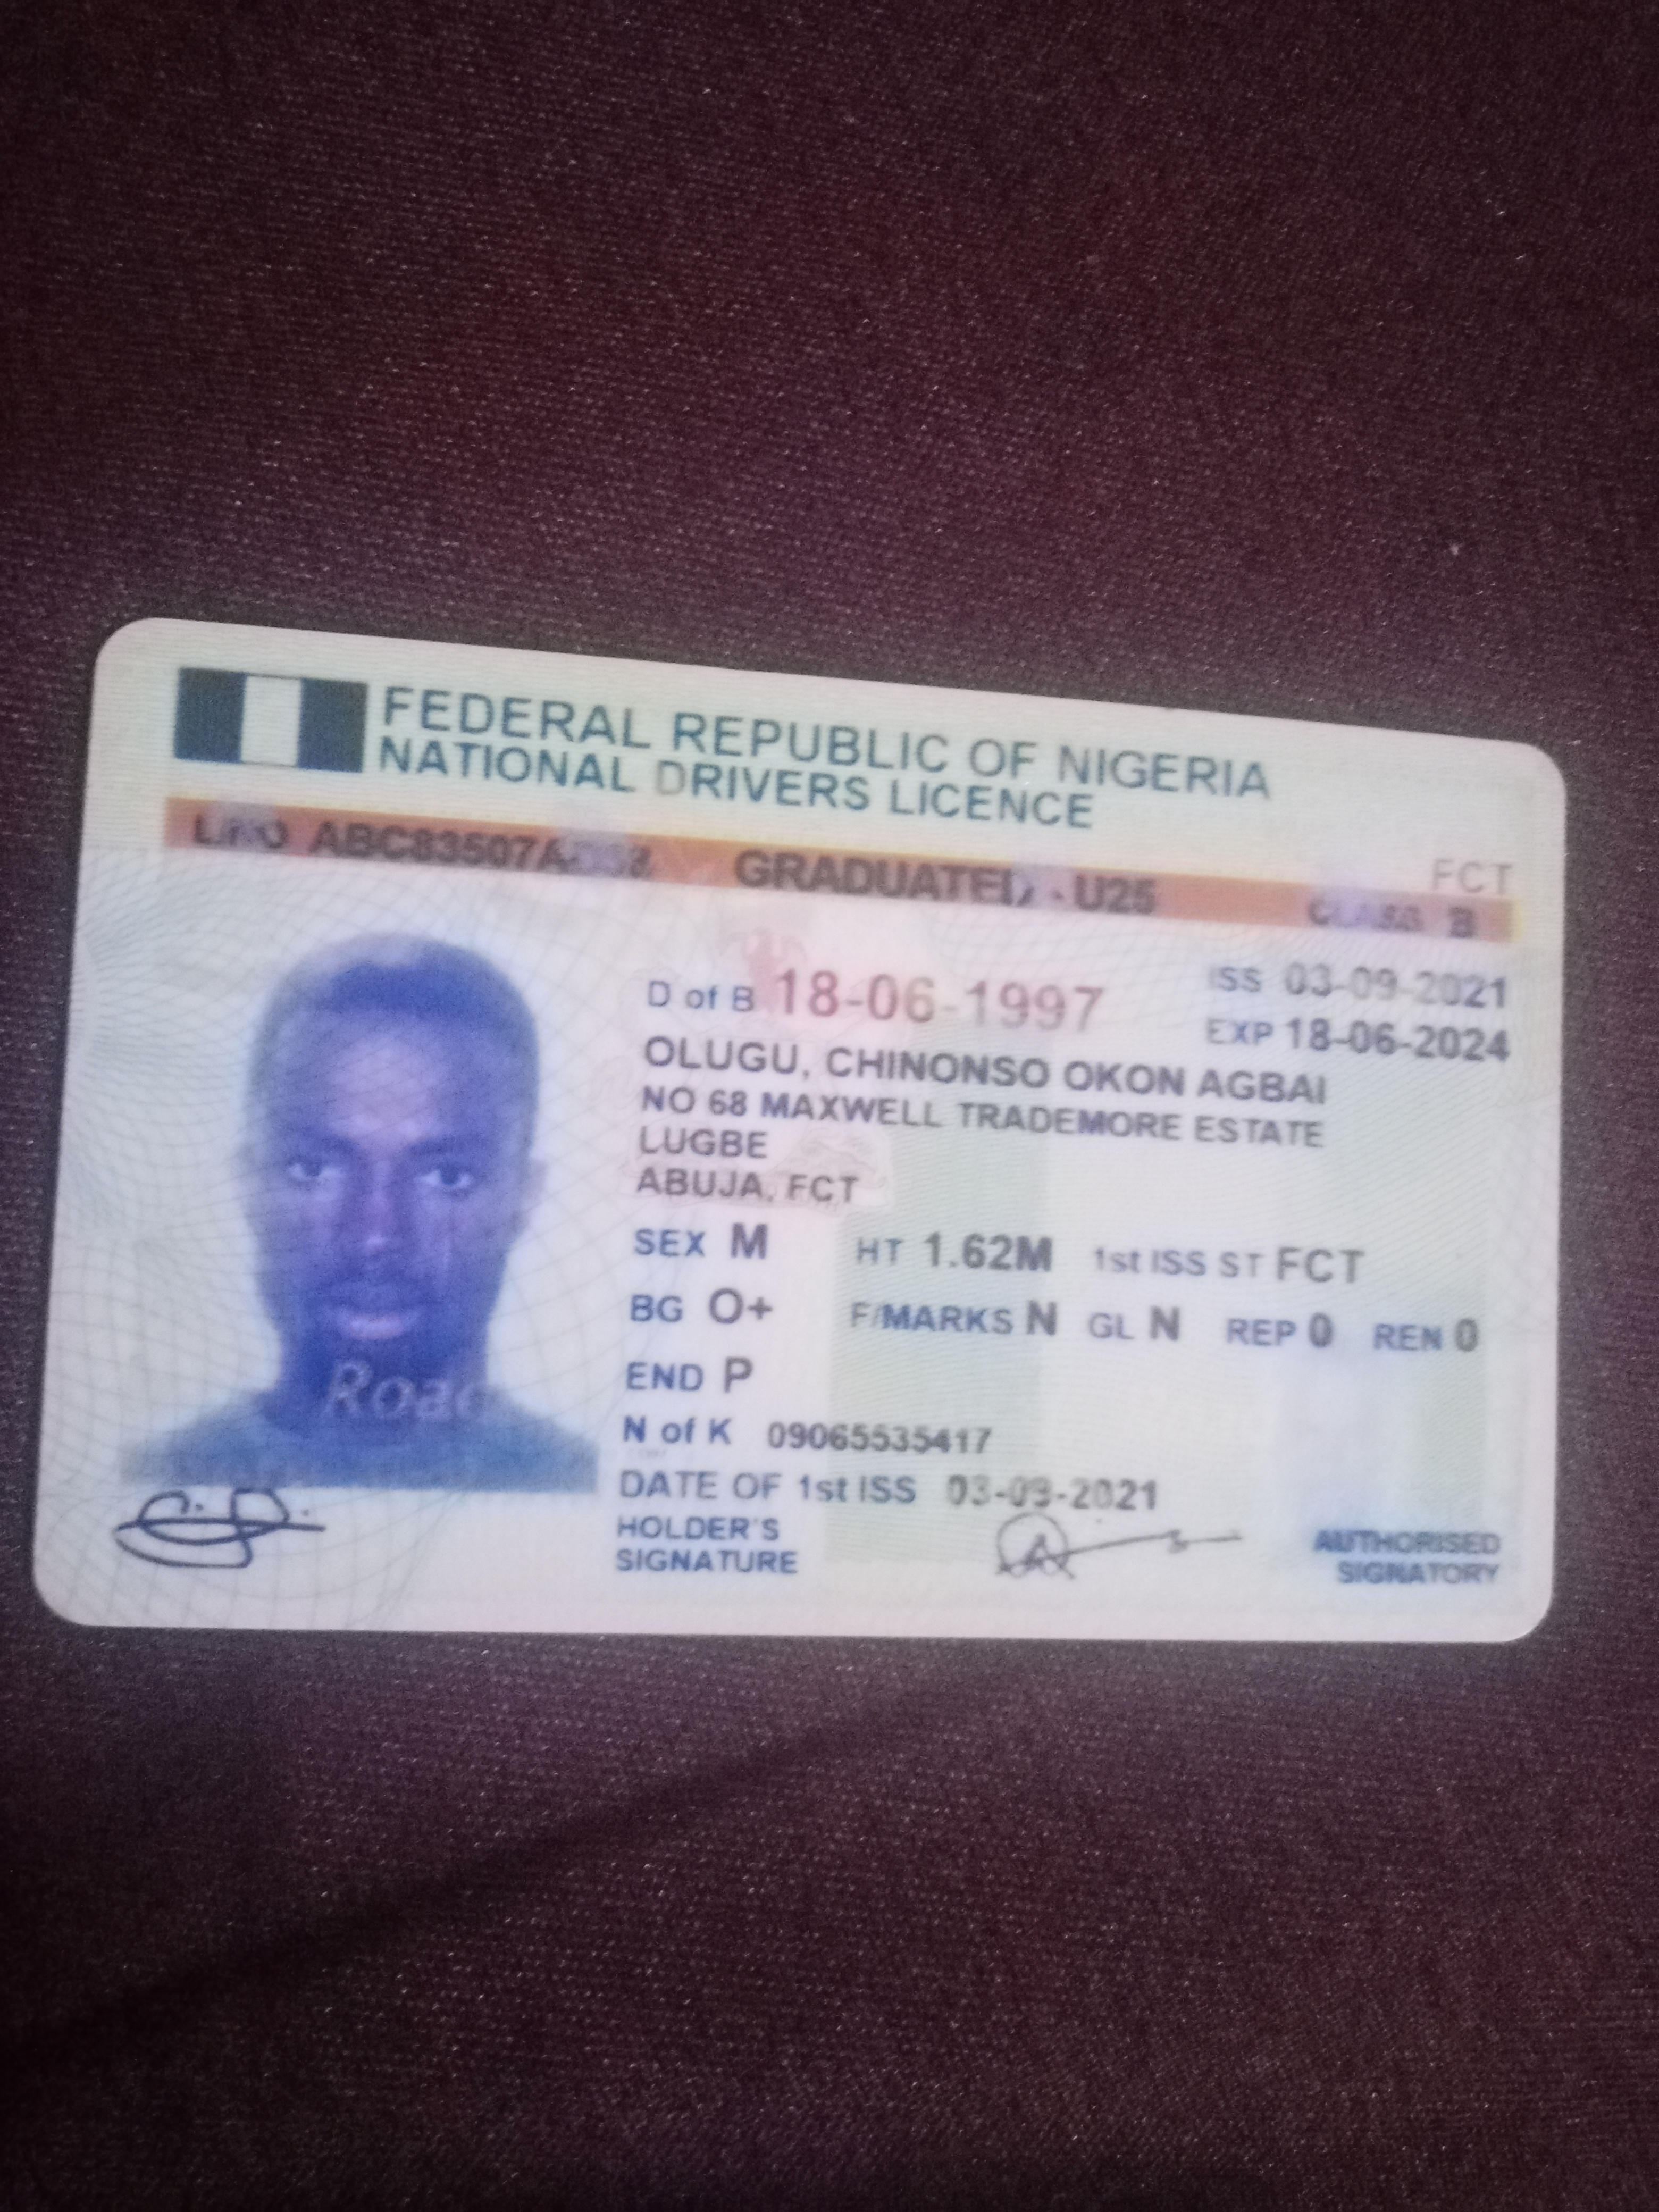 FEDERAL REPUBLIC OF NIGERIA
NATIONAL DRIVERS LICENCE
FCT
GRADUATED - U25 CLASS B
D of B 18-06-1997
ISS 03-09-2021
EXP 18-06-2024
OLUGU, CHINONSO OKON AGBAI
NO 68 MAXWELL TRADEMORE ESTATE
LUGBE
ABUJA, FCT
SEX M HT 1.62M 1st ISS ST FCT
BG O+ F/MARKS N GL N REP 0 REN 0
END P
Road
N of K 09065535417
DATE OF 1st ISS 03-09-2021
HOLDER'S
SIGNATURE
AUTHORISED
SIGNATORY